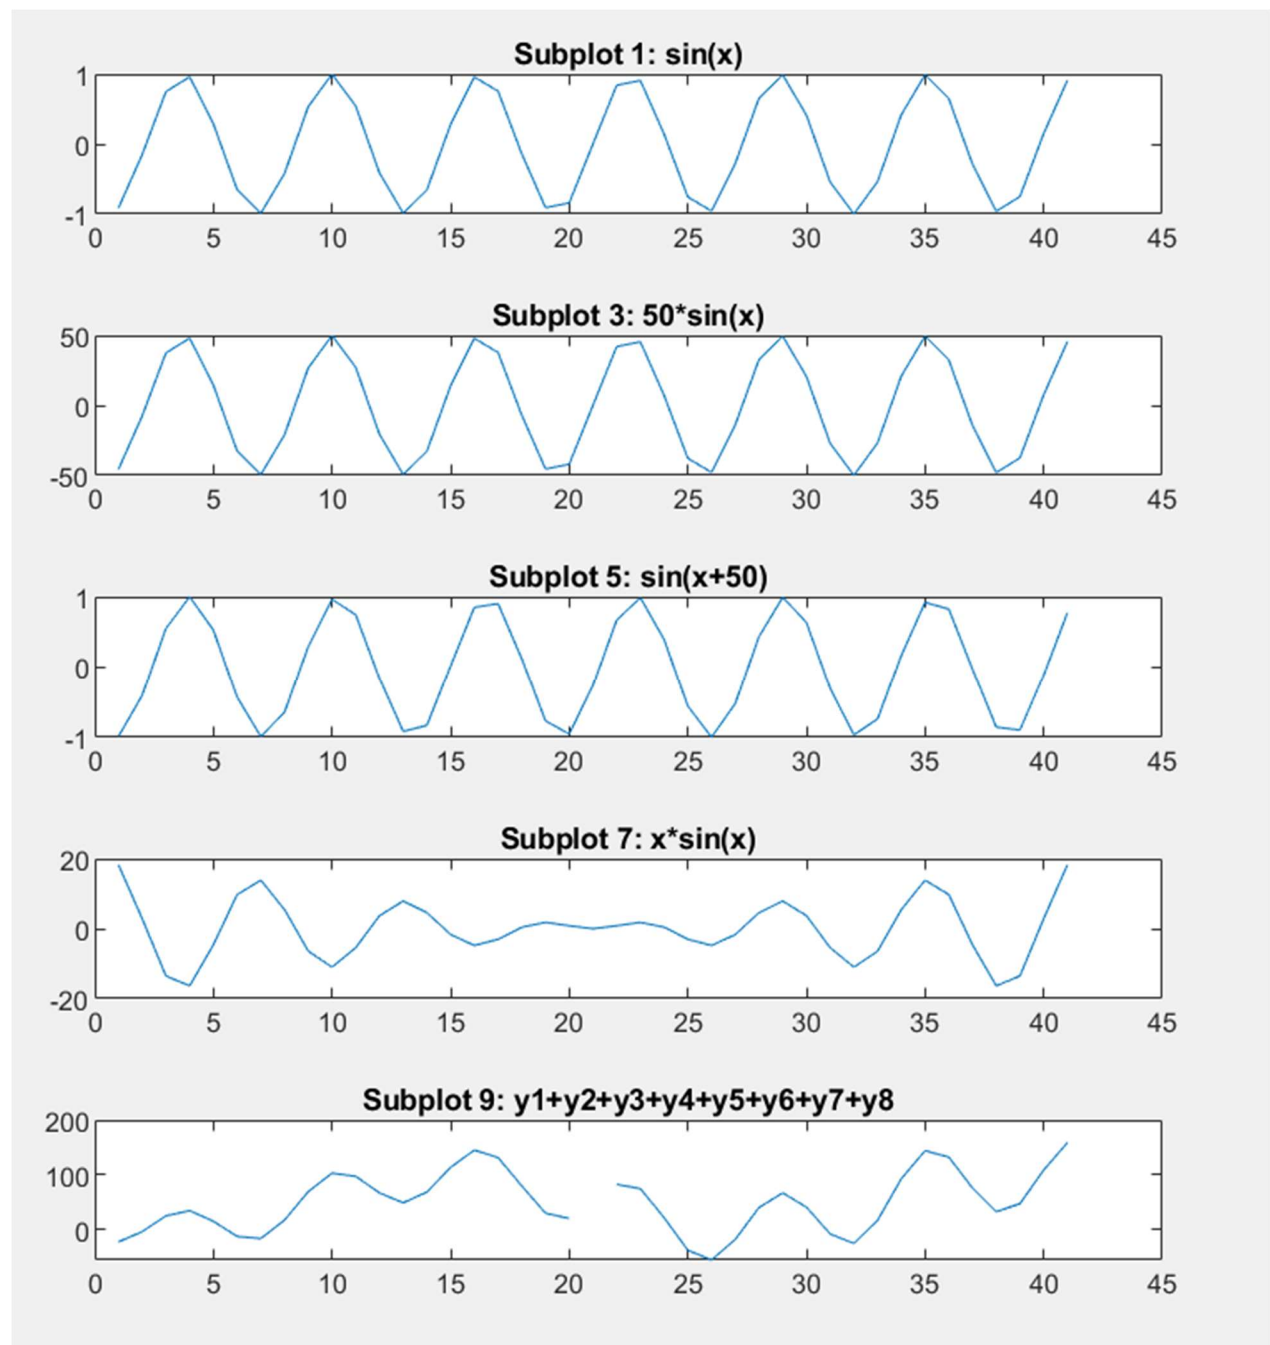 Subplot 1: sin(x)
1
0
-1
0 5 10 15 20 25 30 35 40 45
Subplot 3: 50*sin(x)
50
0
-50
0 5 10 15 20 25 30 35 40 45
Subplot 5: sin(x+50)
1
0
-1
0 5 10 15 20 25 30 35 40 45
Subplot 7: x*sin(x)
20
0
-20
0 5 10 15 20 25 30 35 40 45
Subplot 9: y1+y2+y3+y4+y5+y6+y7+y8
200
100
0
0 5 10 15 20 25 30 35 40 45